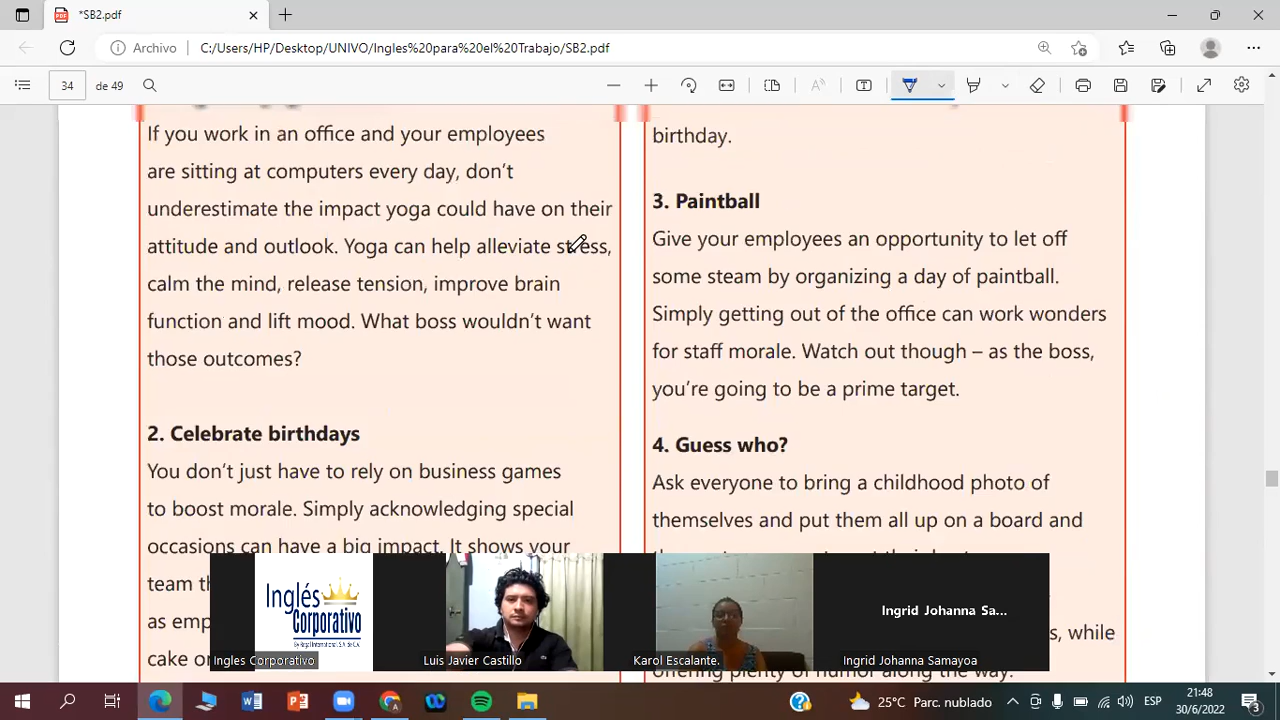 *SB2.pdf
Archivo
C:/Users/HP/Desktop/UNIVO/Ingles%20para%20el%20Trabajo/SB2.pdf
34
de 49
If you work in an office and your employees
are sitting at computers every day, don't
underestimate the impact yoga could have on their
attitude and outlook. Yoga can help alleviate stress,
calm the mind, release tension, improve brain
function and lift mood. What boss wouldn't want
those outcomes?
2. Celebrate birthdays
You don't just have to rely on business games
to boost morale. Simply acknowledging special
occasions can have a big impact. It shows your
team
as
cake
birthday.
3. Paintball
Give your employees an opportunity to let off
some steam by organizing a day of paintball.
Simply getting out of the office can work wonders
for staff morale. Watch out though – as the boss,
you're going to be a prime target.
4. Guess who?
Ask everyone to bring a childhood photo of
themselves and put them all up on a board and
while
offering plenty of humor along the way.
Inglés
Corporativo
Ingles Corporativo
Luis Javier Castillo
Karol Escalante.
Ingrid Johanna Sa...
Ingrid Johanna Samayoa
25°C Parc. nublado
ESP
21:48
30/6/2022
3